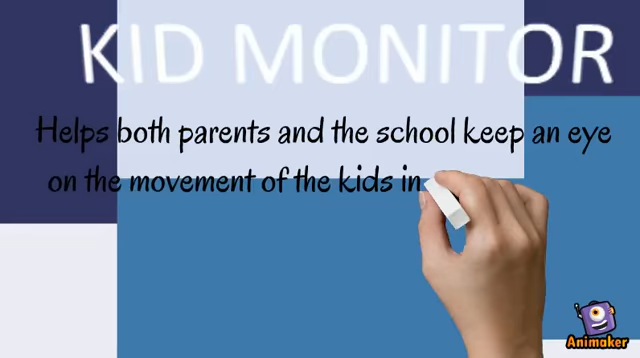 KID MONITOR
Helps both parents and the school keep an eye
on the movement of the kids in
Animaker